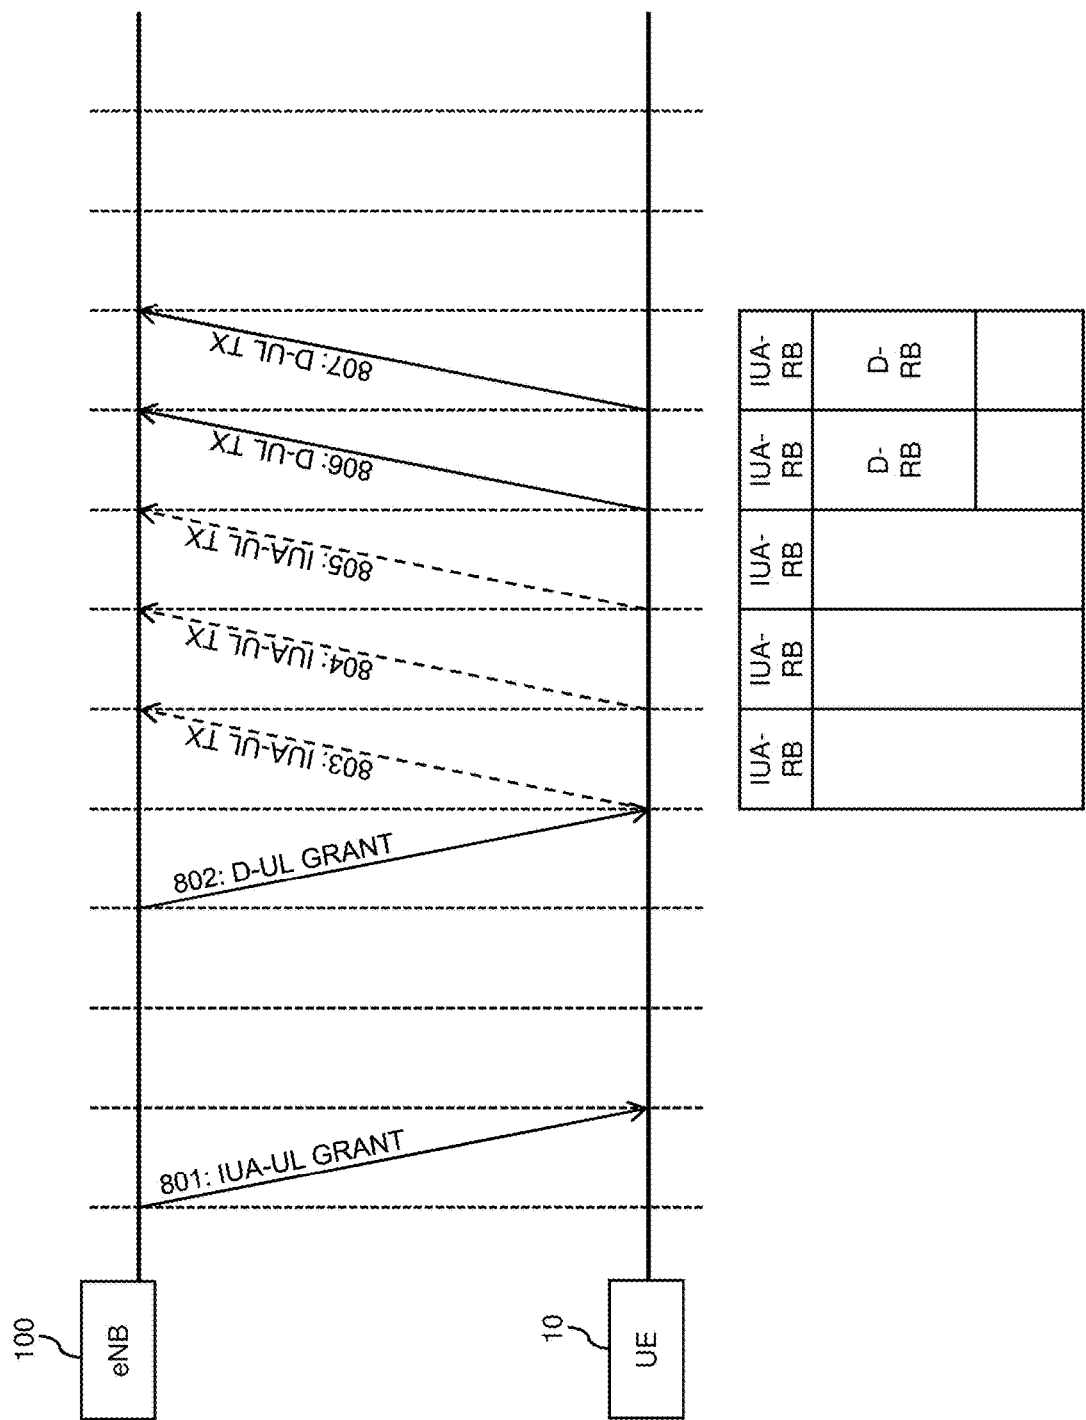 100
eNB
10
UE
801: IUA-UL GRANT
802: D-UL GRANT
803: IUA-UL TX
804: IUA-UL TX
805: IUA-UL TX
806: D-UL TX
807: D-UL TX
IUA-
RB
IUA-
RB
IUA-
RB
IUA-
RB
IUA-
RB
D-
RB
D-
RB